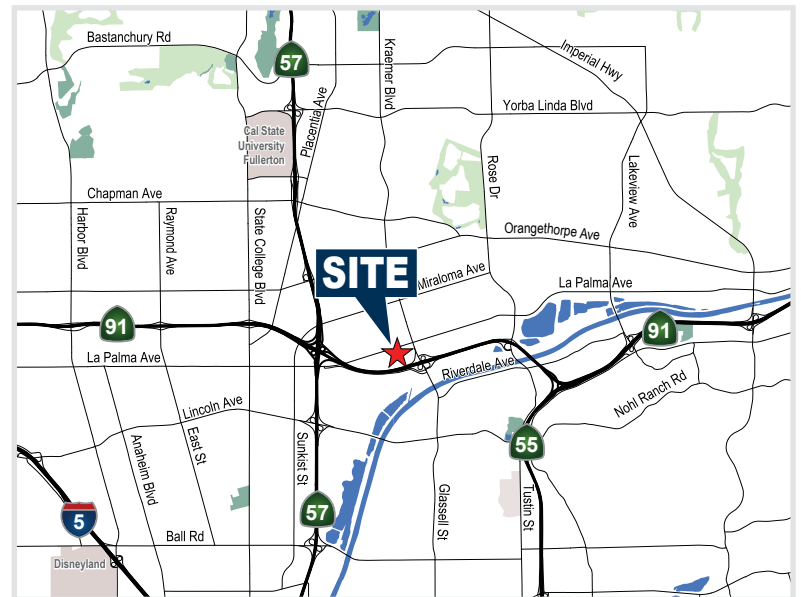 Bastanchury Rd
57
Kraemer Blvd
Imperial Hwy
Placentia Ave
Yorba Linda Blvd
Cal State
University
Fullerton
Rose Dr
Lakeview Ave
Chapman Ave
Harbor Blvd
Raymond Ave
State College Blvd
Orangethorpe Ave
SITE
Miraloma Ave
La Palma Ave
91
91
La Palma Ave
Riverdale Ave
Nohl Ranch Rd
Lincoln Ave
Anaheim Blvd
East St
Sunkist St
55
Glassell St
Tustin St
57
5
Ball Rd
Disneyland